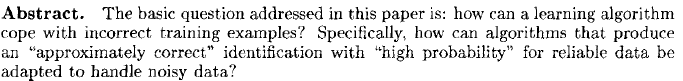 Abstract. The basic question addressed in this paper is: how can a learning algorithm
cope with incorrect training examples? Specifically, how can algorithms that produce
an “approximately correct” identification with “high probability” for reliable data be
adapted to handle noisy data?